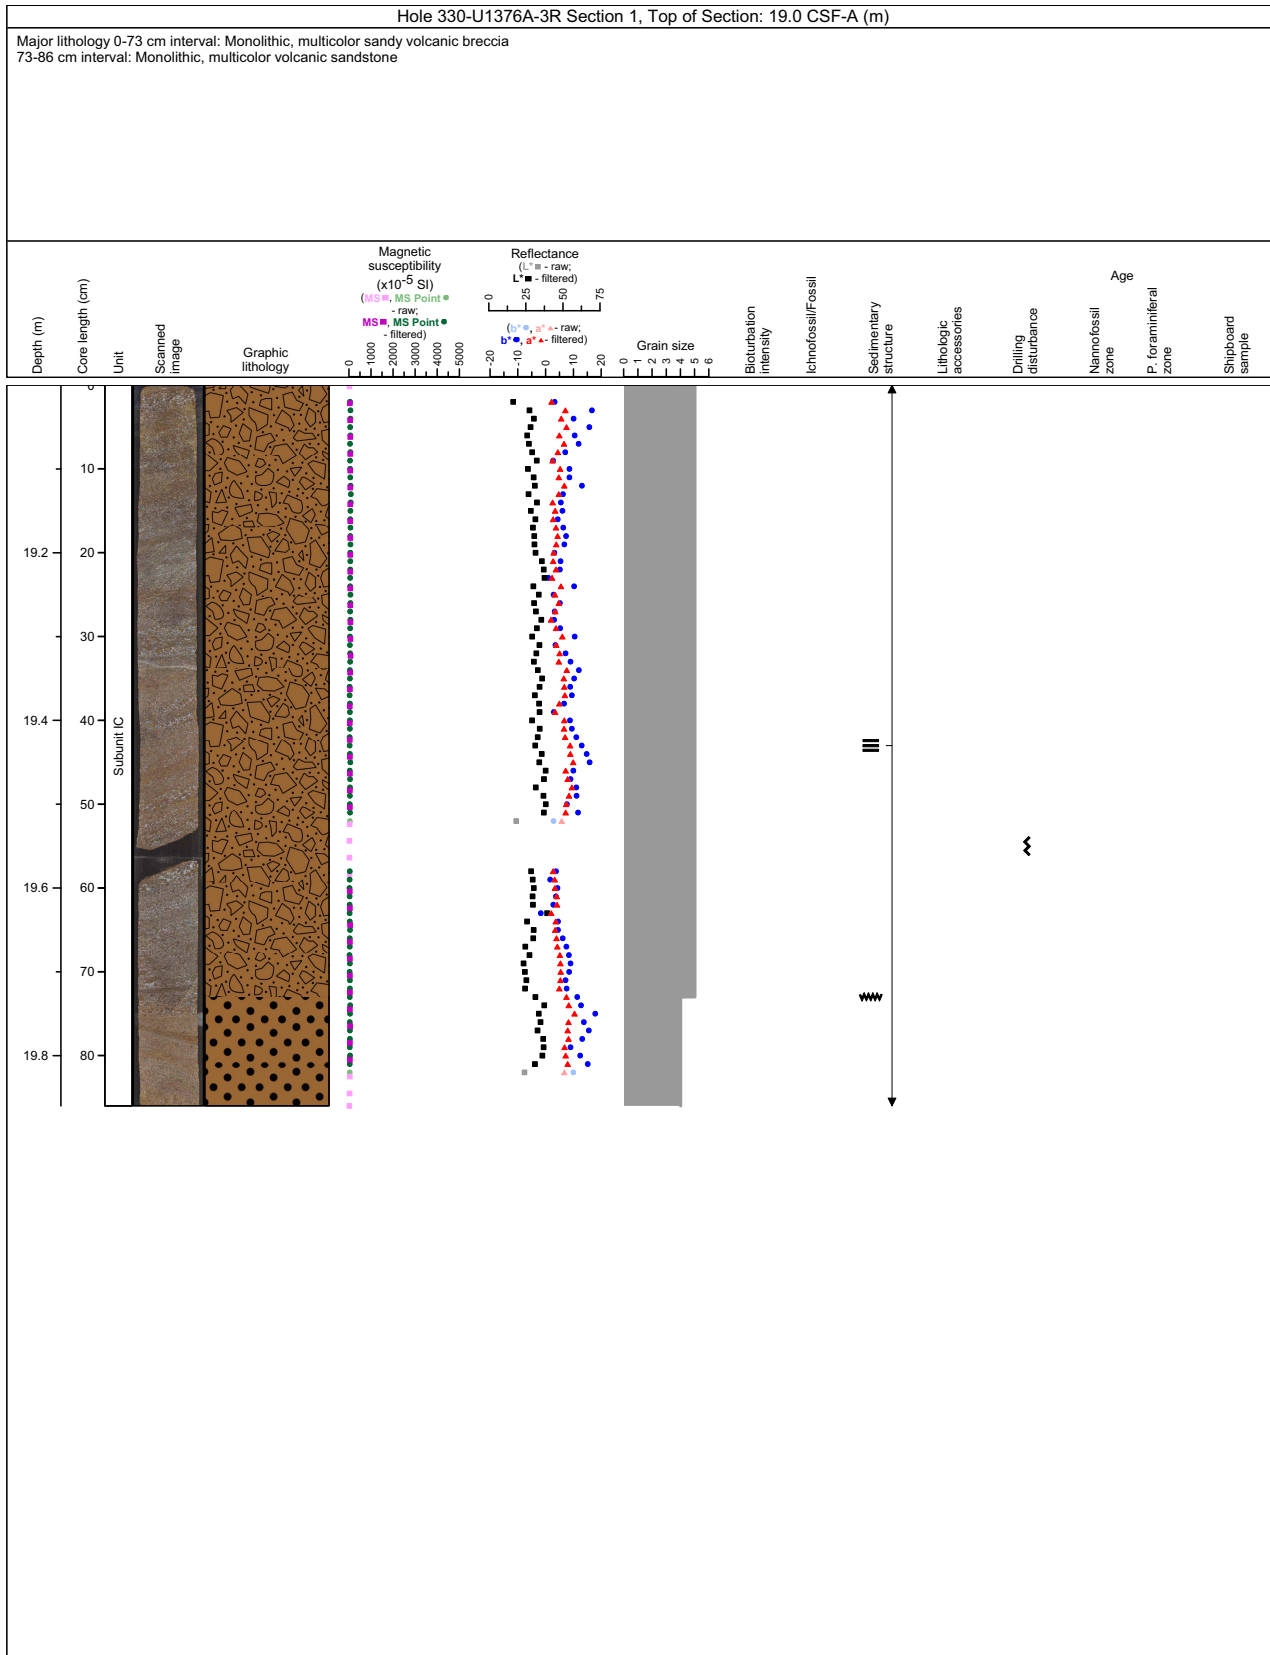 Hole 330-U1376A-3R Section 1, Top of Section: 19.0 CSF-A (m)
Major lithology 0-73 cm interval: Monolithic, multicolor sandy volcanic breccia
73-86 cm interval: Monolithic, multicolor volcanic sandstone
Depth (m)
Core length (cm)
Unit
Scanned
image
Graphic
lithology
Magnetic
susceptibility
(x10-5 SI)
(MS, MS Point
- raw;
MS, MS Point
- filtered)
0 1000 2000 3000 4000 5000
Reflectance
(L* - raw;
L* - filtered)
0 25 50 75
(b*, a* - raw;
b*, a* - filtered)
-20 -10 0 10 20
Grain size
0 1 2 3 4 5 6
Bioturbation
intensity
Ichnofossil/Fossil
Sedimentary
structure
Lithologic
accessories
Drilling
disturbance
Age
Nannofossil
zone
P. foraminiferal
zone
Shipboard
sample
0
10
19.2 20
30
19.4 40
Subunit IC
50
19.6 60
70
19.8 80